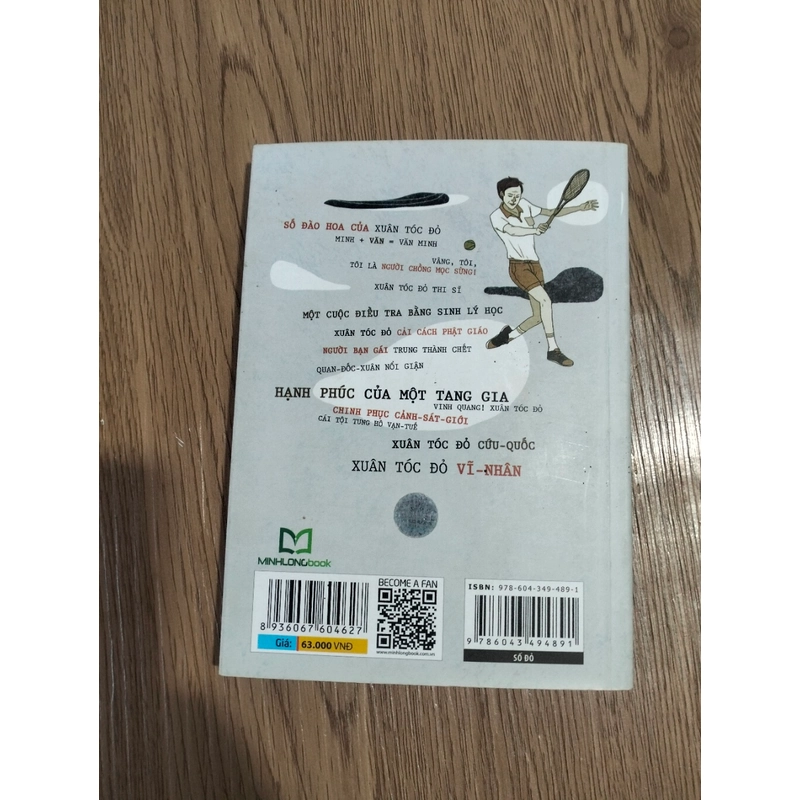 SỐ ĐÀO HOA CỦA XUÂN TÓC ĐỎ
MINH + VĂN = VĂN MINH
VÂNG, TÔI,
TÔI LÀ NGƯỜI CHỒNG MỌC SỪNG!
XUÂN TÓC ĐỎ THI SĨ
MỘT CUỘC ĐIỀU TRA BẰNG SINH LÝ HỌC
XUÂN TÓC ĐỎ CẢI CÁCH PHẬT GIÁO
NGƯỜI BẠN GÁI TRUNG THÀNH CHẾT
QUAN-ĐỐC-XUÂN NỔI GIẬN
HẠNH PHÚC CỦA MỘT TANG GIA
VINH QUANG! XUÂN TÓC ĐỎ
CHINH PHỤC CẢNH-SÁT-GIỚI
CÁI TỘI TUNG HÔ VẠN-TUẾ
XUÂN TÓC ĐỎ CỨU-QUỐC
XUÂN TÓC ĐỎ VĨ-NHÂN
MINHLONGbook
8 936067 604627
Giá: 63.000 VNĐ
BECOME A FAN
www.minhlongbook.com.vn
ISBN: 978-604-349-489-1
9 786043 494891
SỐ ĐỎ